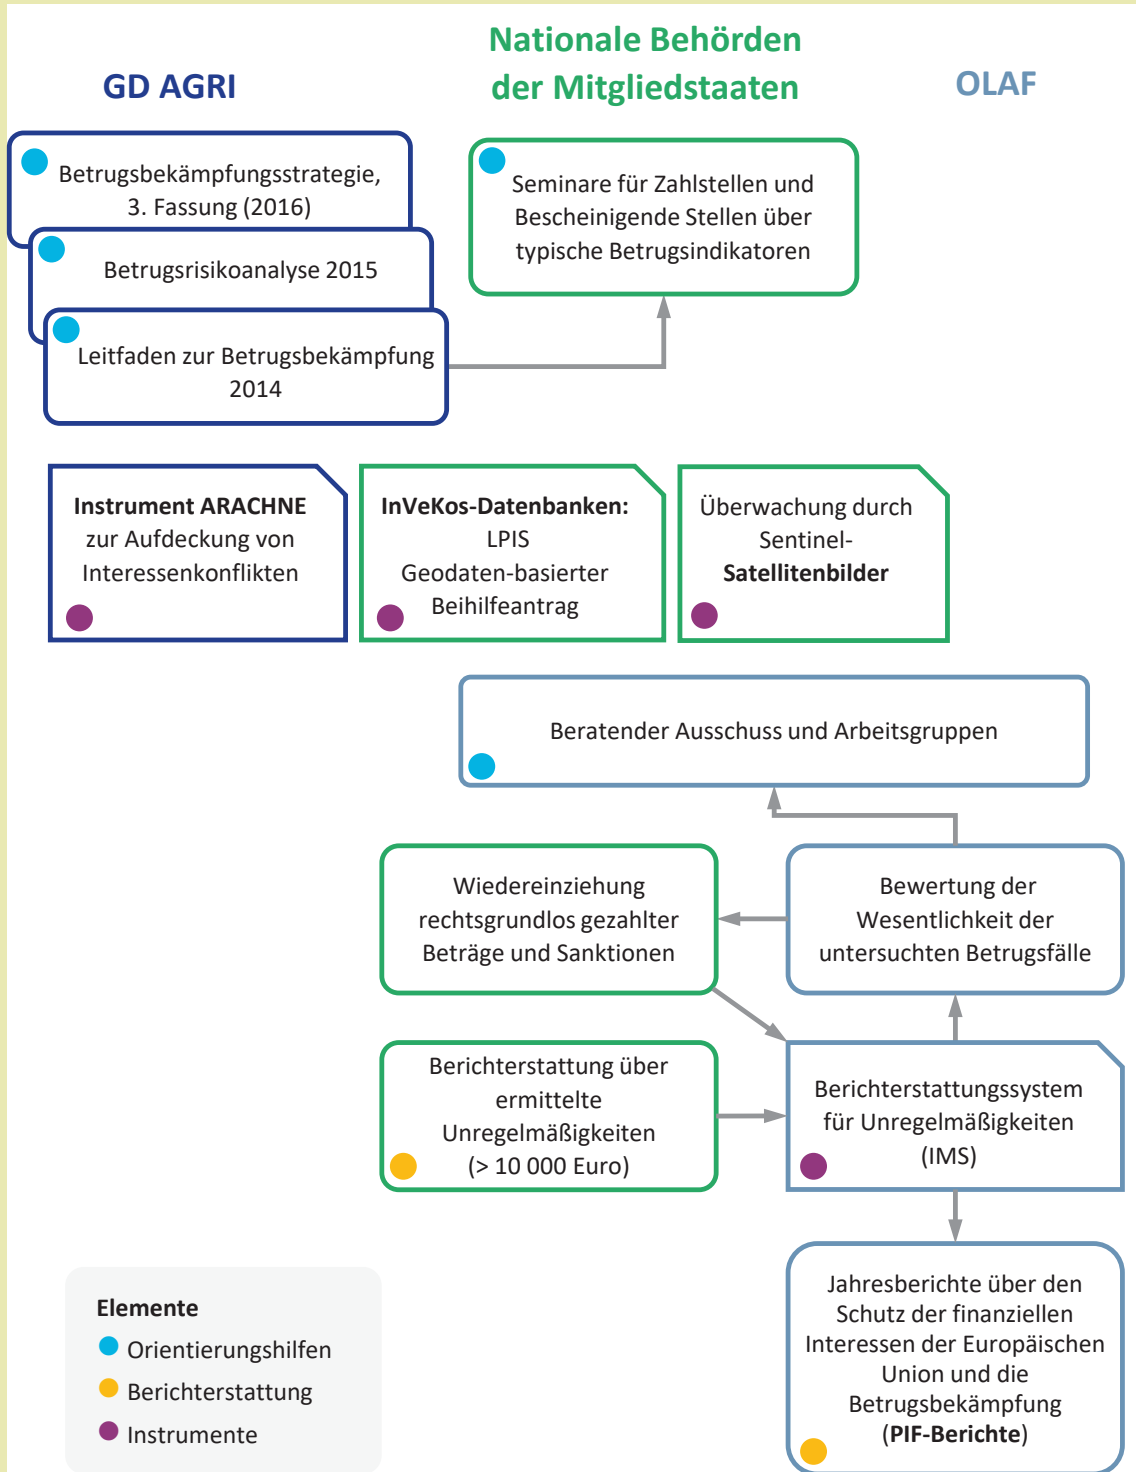 GD AGRI
Nationale Behörden
der Mitgliedstaaten
OLAF
Betrugsbekämpfungsstrategie,
3. Fassung (2016)
Betrugsrisikoanalyse 2015
Leitfaden zur Betrugsbekämpfung
2014
Seminare für Zahlstellen und
Bescheinigende Stellen über
typische Betrugsindikatoren
Instrument ARACHNE
zur Aufdeckung von
Interessenkonflikten
InVeKos-Datenbanken:
LPIS
Geodaten-basierter
Beihilfeantrag
Überwachung durch
Sentinel-
Satellitenbilder
Beratender Ausschuss und Arbeitsgruppen
Wiedereinziehung
rechtsgrundlos gezahlter
Beträge und Sanktionen
Bewertung der
Wesentlichkeit der
untersuchten Betrugsfälle
Berichterstattung über
ermittelte
Unregelmäßigkeiten
(> 10 000 Euro)
Berichterstattungssystem
für Unregelmäßigkeiten
(IMS)
Jahresberichte über den
Schutz der finanziellen
Interessen der Europäischen
Union und die
Betrugsbekämpfung
(PIF-Berichte)
Elemente
Orientierungshilfen
Berichterstattung
Instrumente